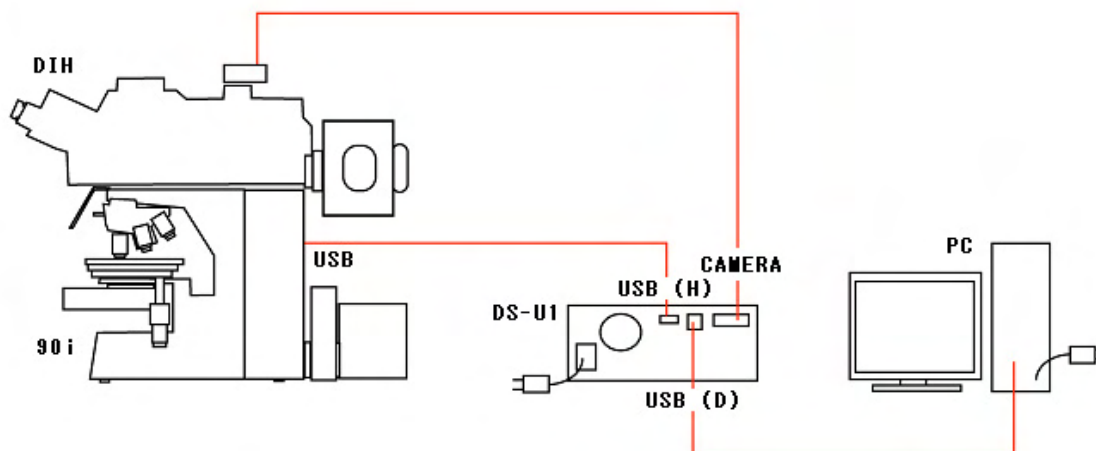 DIH
USB
CAMERA
PC
USB (H)
DS-U1
90i
USB (D)